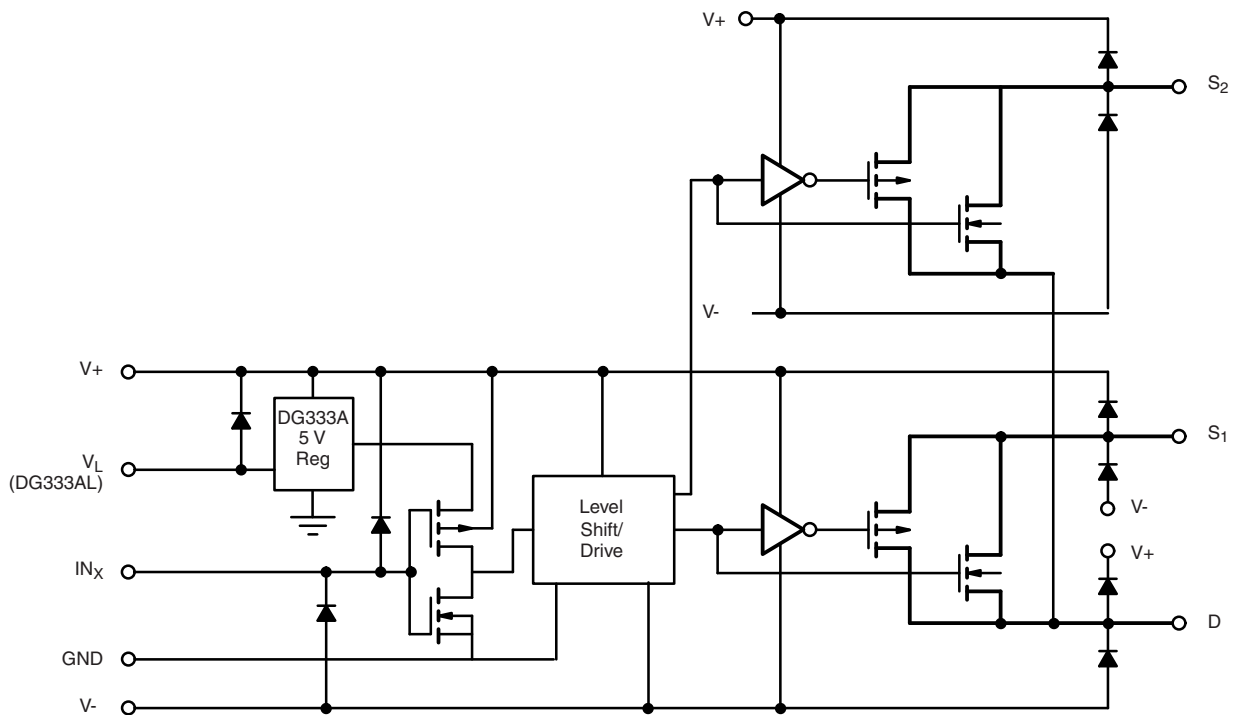 V+
S2
V-
V+
DG333A
5 V
Reg
VL
(DG333AL)
S1
Level
Shift/
Drive
V-
V+
INX
D
GND
V-